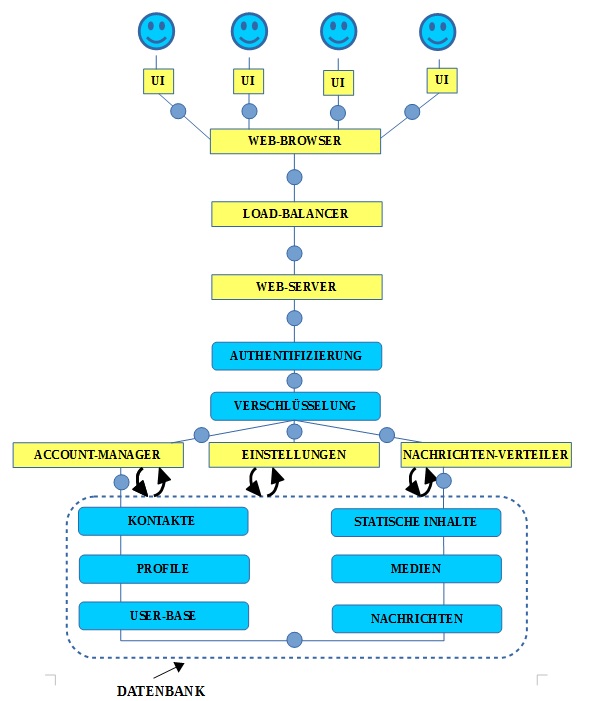 UI
UI
UI
UI
WEB-BROWSER
LOAD-BALANCER
WEB-SERVER
AUTHENTIFIZIERUNG
VERSCHLÜSSELUNG
ACCOUNT-MANAGER
EINSTELLUNGEN
NACHRICHTEN-VERTEILER
KONTAKTE
STATISCHE INHALTE
PROFILE
MEDIEN
USER-BASE
NACHRICHTEN
DATENBANK